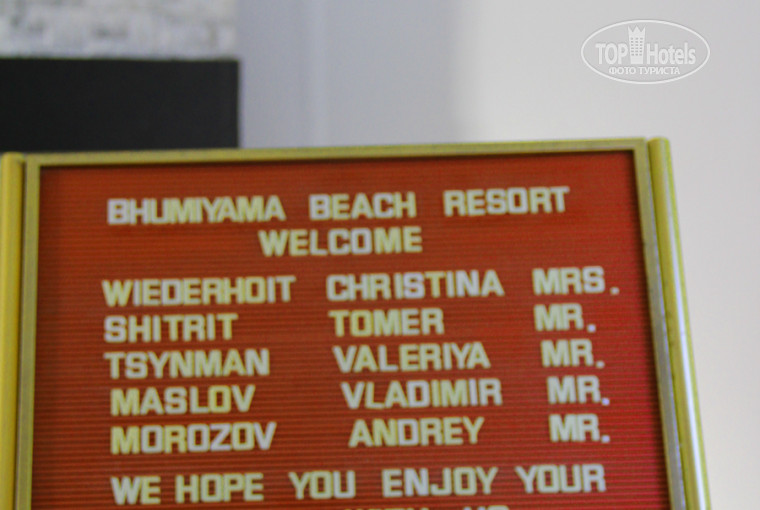 TOP Hotels
ФОТО ТУРИСТА
BHUMIYAMA BEACH RESORT
WELCOME
WIEDERHOIT CHRISTINA MRS.
SHITRIT TOMER MR.
TSYNMAN VALERIYA MR.
MASLOV VLADIMIR MR.
MOROZOV ANDREY MR.
WE HOPE YOU ENJOY YOUR